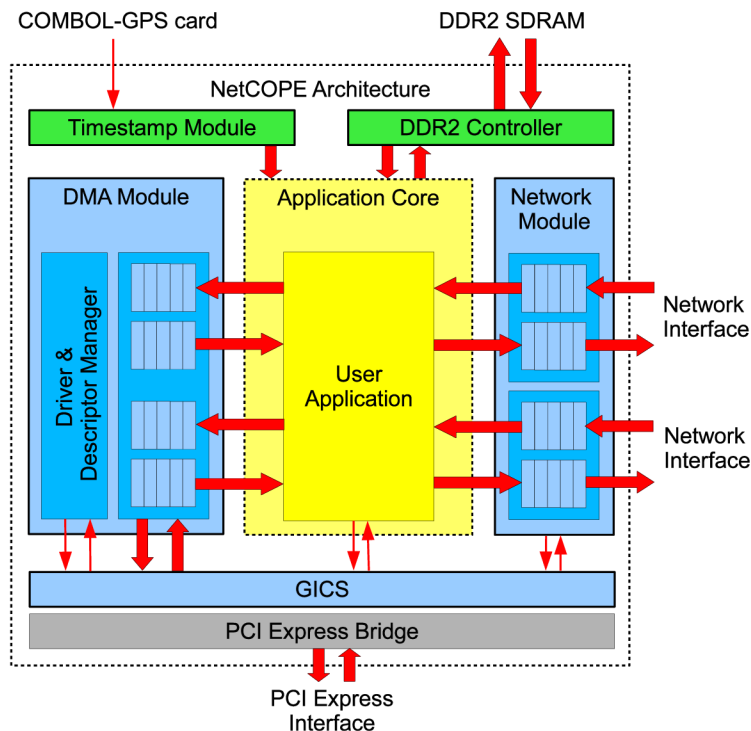 COMBOL-GPS card
DDR2 SDRAM
NetCOPE Architecture
Timestamp Module
DDR2 Controller
DMA Module
Application Core
Network
Module
Driver &
Descriptor Manager
User
Application
Network
Interface
Network
Interface
GICS
PCI Express Bridge
PCI Express
Interface